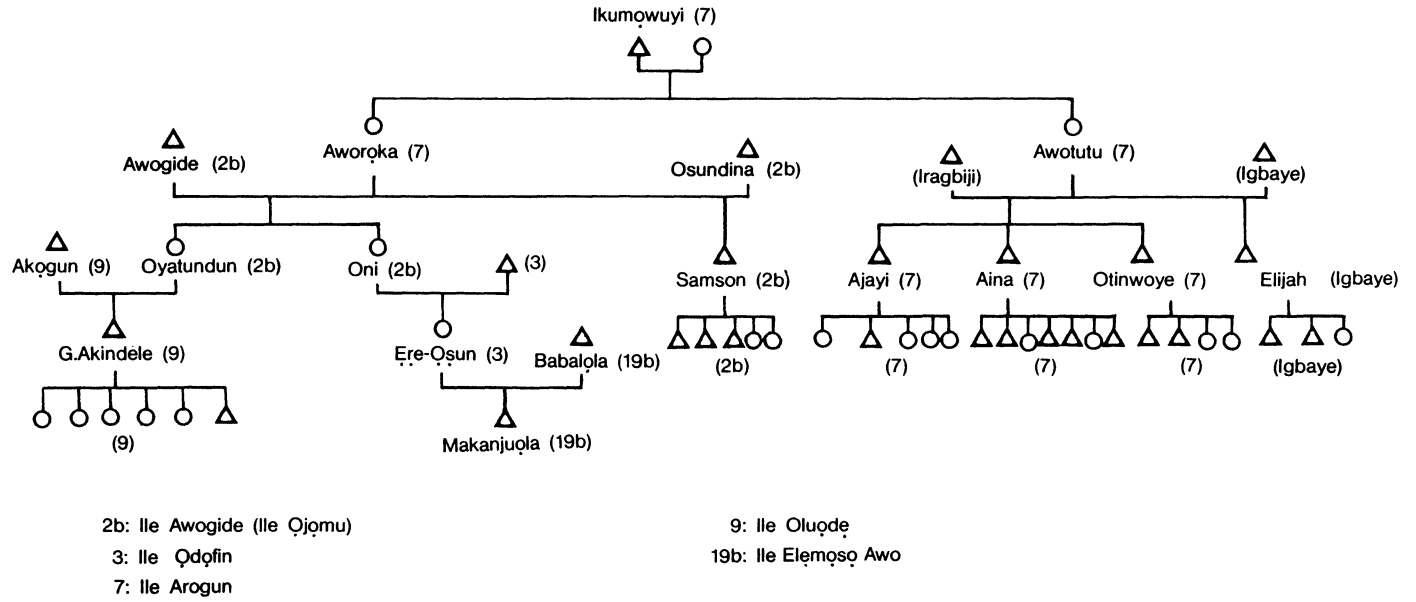 Ikumọwuyi (7)
Awogide (2b)
Aworọka (7)
Osundina (2b)
(Iragbiji)
Awotutu (7)
(Igbaye)
Akọgun (9)
Oyatundun (2b)
Oni (2b)
(3)
Samson (2b)
Ajayi (7)
Aina (7)
Otinwoye (7)
Elijah (Igbaye)
G.Akindele (9)
Ẹrẹ-Ọṣun (3)
Babalọla (19b)
(2b)
(7)
(7)
(7)
(Igbaye)
(9)
Makanjuọla (19b)
2b: Ile Awogide (Ile Ọjọmu)
3: Ile Ọdọfin
7: Ile Arogun
9: Ile Oluọdẹ
19b: Ile Elẹmọṣọ Awo